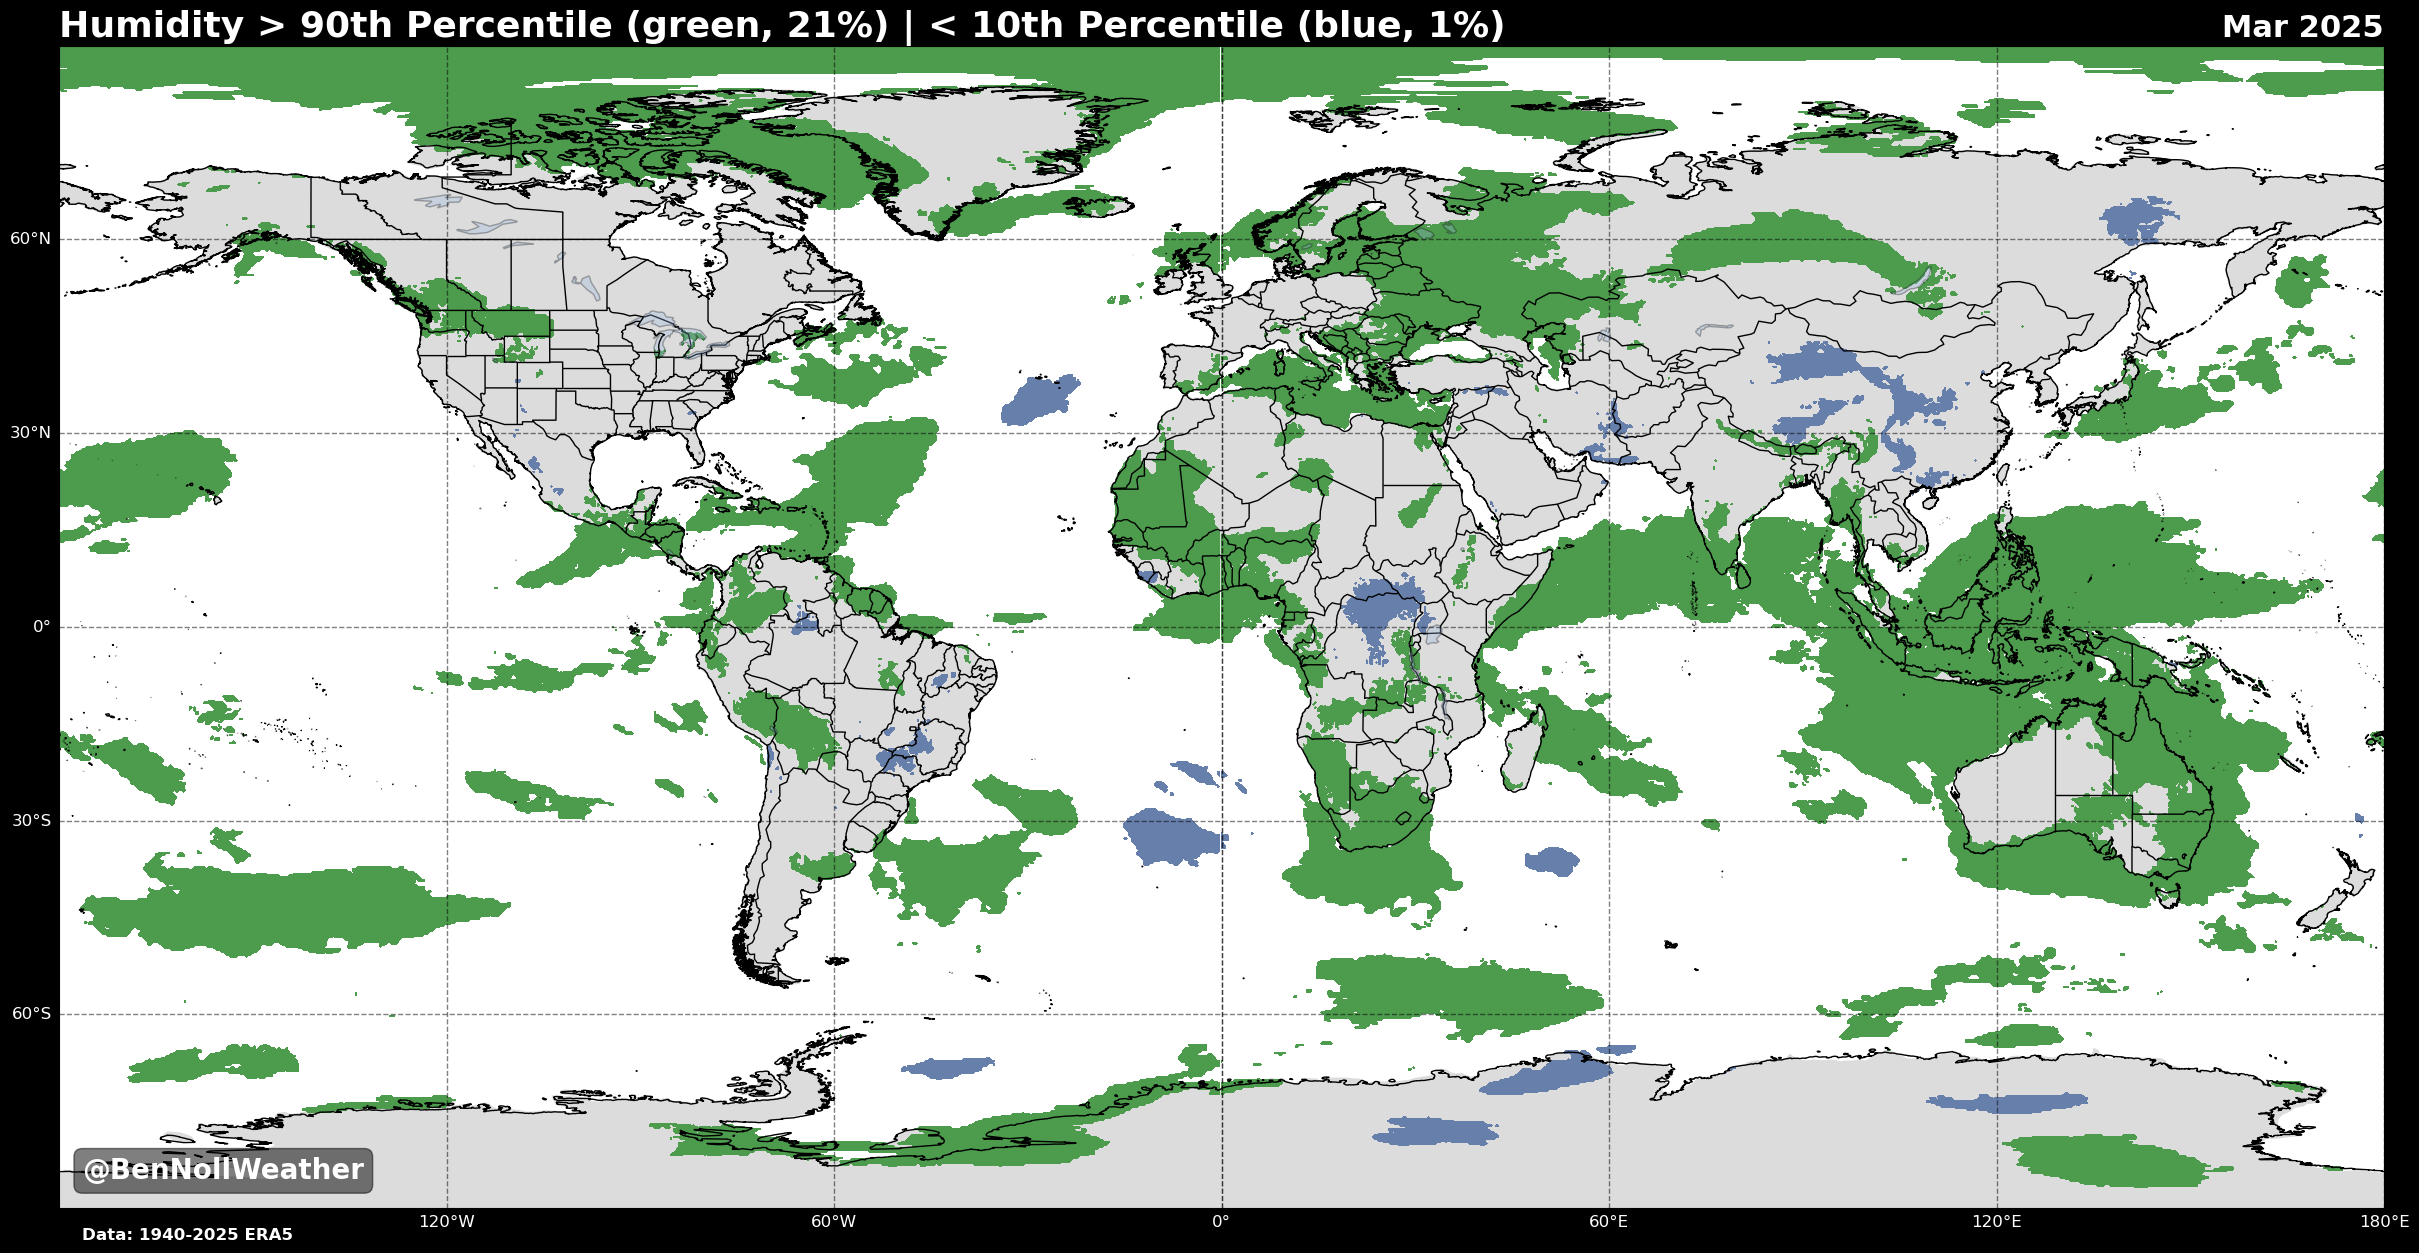 Humidity > 90th Percentile (green, 21%) | < 10th Percentile (blue, 1%)
Mar 2025
60°N
30°N
0°
30°S
60°S
@BenNollWeather
120°W
60°W
0°
60°E
120°E
180°E
Data: 1940-2025 ERA5